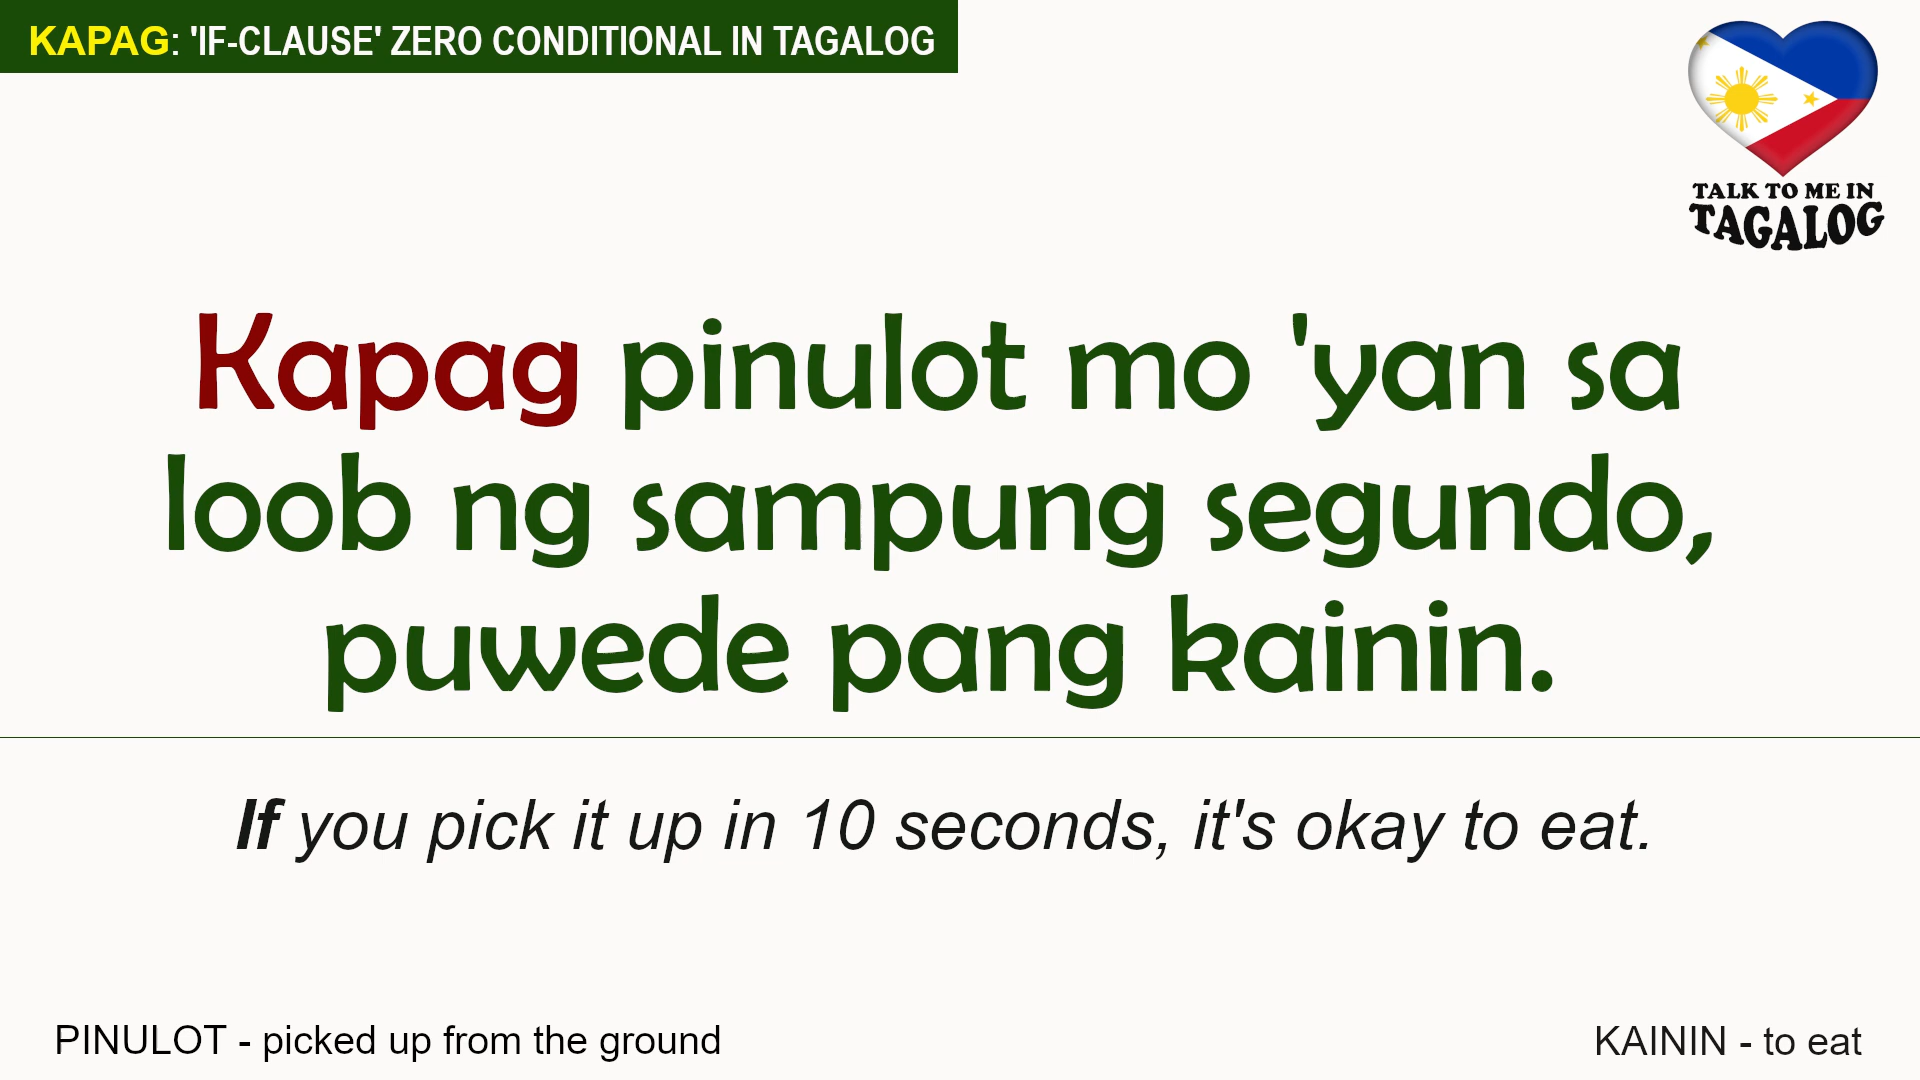 KAPAG: 'IF-CLAUSE' ZERO CONDITIONAL IN TAGALOG
TALK TO ME IN
TAGALOG
Kapag pinulot mo 'yan sa
loob ng sampung segundo,
puwede pang kainin.
If you pick it up in 10 seconds, it's okay to eat.
PINULOT - picked up from the ground
KAININ - to eat